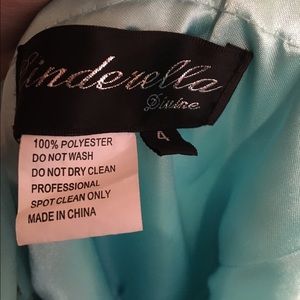 Cinderella
Divine
4
100% POLYESTER
DO NOT WASH
DO NOT DRY CLEAN
PROFESSIONAL
SPOT CLEAN ONLY
MADE IN CHINA